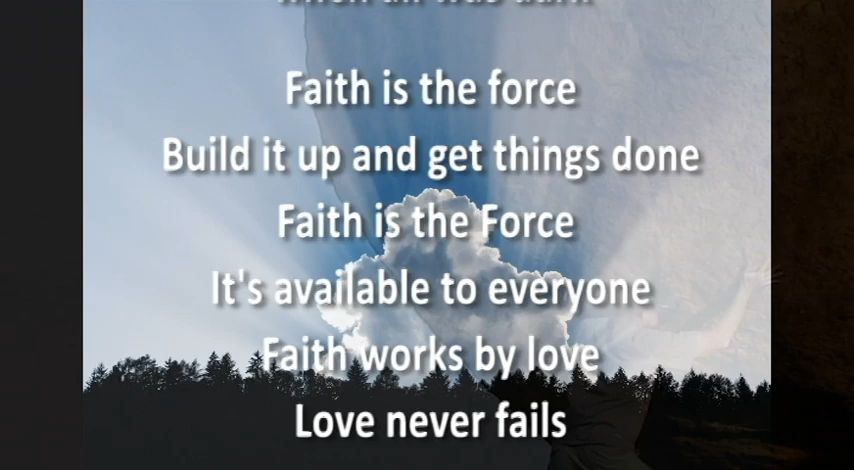 Faith is the force
Build it up and get things done
Faith is the Force
It's available to everyone
Faith works by love
Love never fails